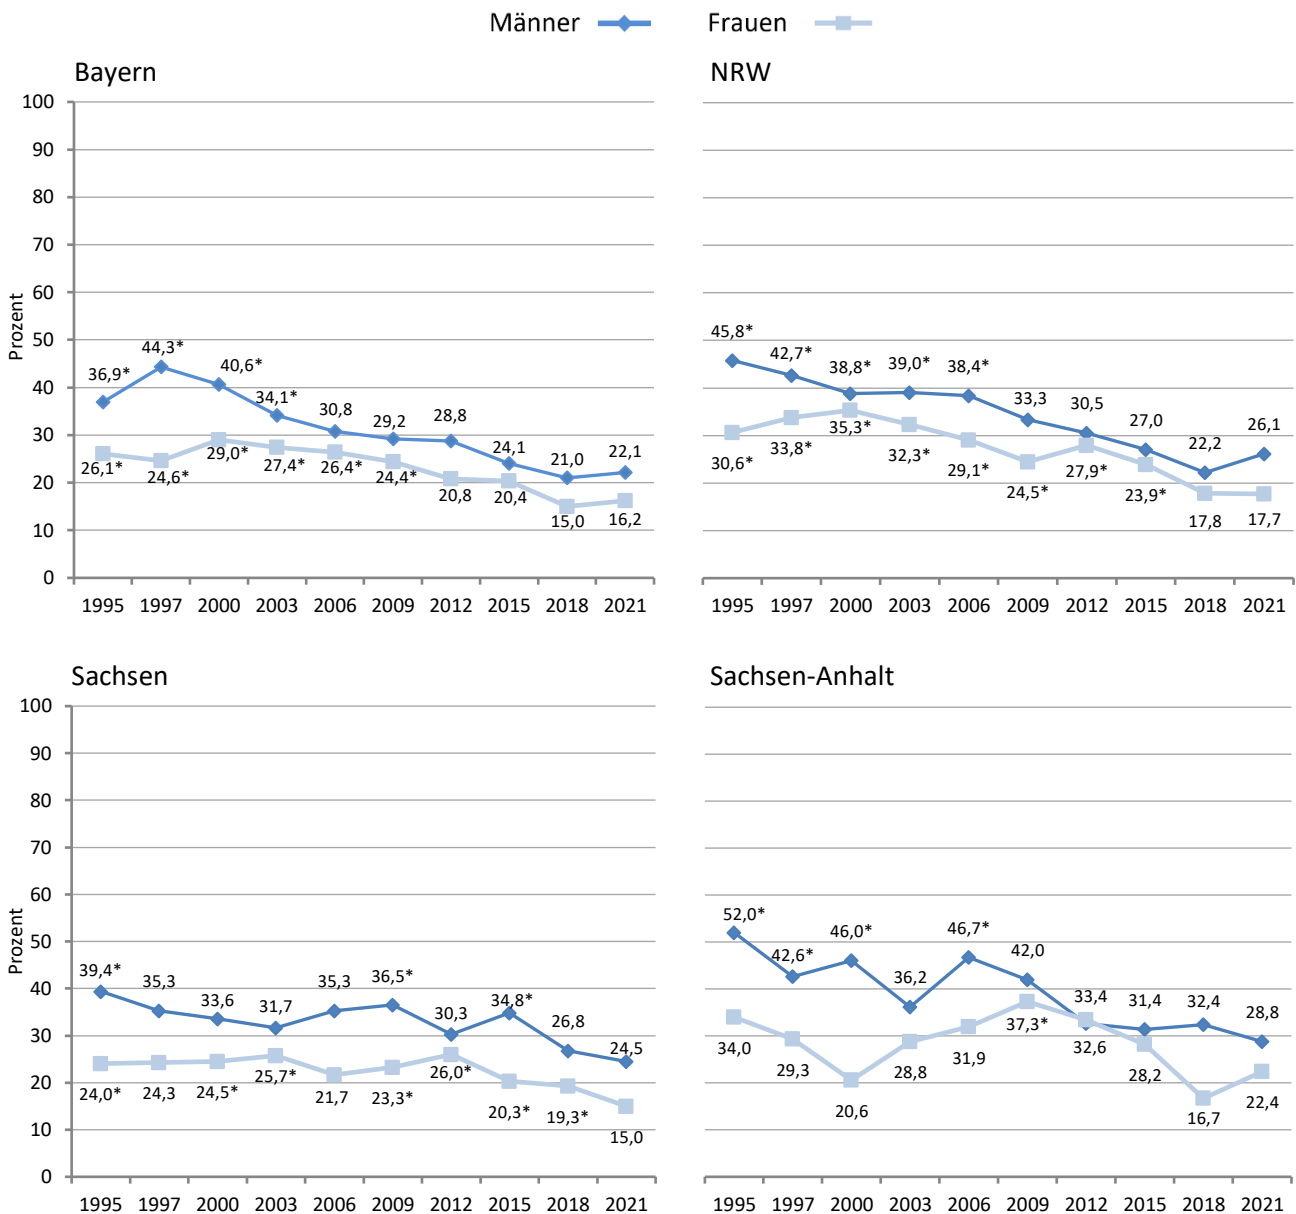 Männer Frauen
Bayern
Prozent
100
90
80
70
60
50
40
30
20
10
0
36,9* 44,3* 40,6* 34,1* 30,8 29,2 28,8 24,1 21,0 22,1
26,1* 24,6* 29,0* 27,4* 26,4* 24,4* 20,8 20,4 15,0 16,2
1995 1997 2000 2003 2006 2009 2012 2015 2018 2021
NRW
45,8* 42,7* 38,8* 39,0* 38,4* 33,3 30,5 27,0 22,2 26,1
30,6* 33,8* 35,3* 32,3* 29,1* 24,5* 27,9* 23,9* 17,8 17,7
1995 1997 2000 2003 2006 2009 2012 2015 2018 2021
Sachsen
Prozent
100
90
80
70
60
50
40
30
20
10
0
39,4* 35,3 33,6 31,7 35,3 36,5* 30,3 34,8* 26,8 24,5
24,0* 24,3 24,5* 25,7* 21,7 23,3* 26,0* 20,3* 19,3* 15,0
1995 1997 2000 2003 2006 2009 2012 2015 2018 2021
Sachsen-Anhalt
52,0* 42,6* 46,0* 36,2 46,7* 42,0 33,4 31,4 32,4 28,8
34,0 29,3 20,6 28,8 31,9 37,3* 32,6 28,2 16,7 22,4
1995 1997 2000 2003 2006 2009 2012 2015 2018 2021